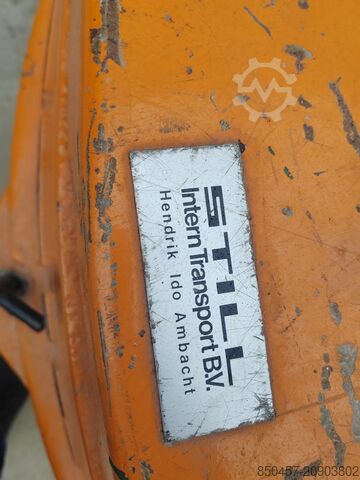 STILL
Intern Transport B.V.
Hendrik Ido Ambacht
850457-20903802